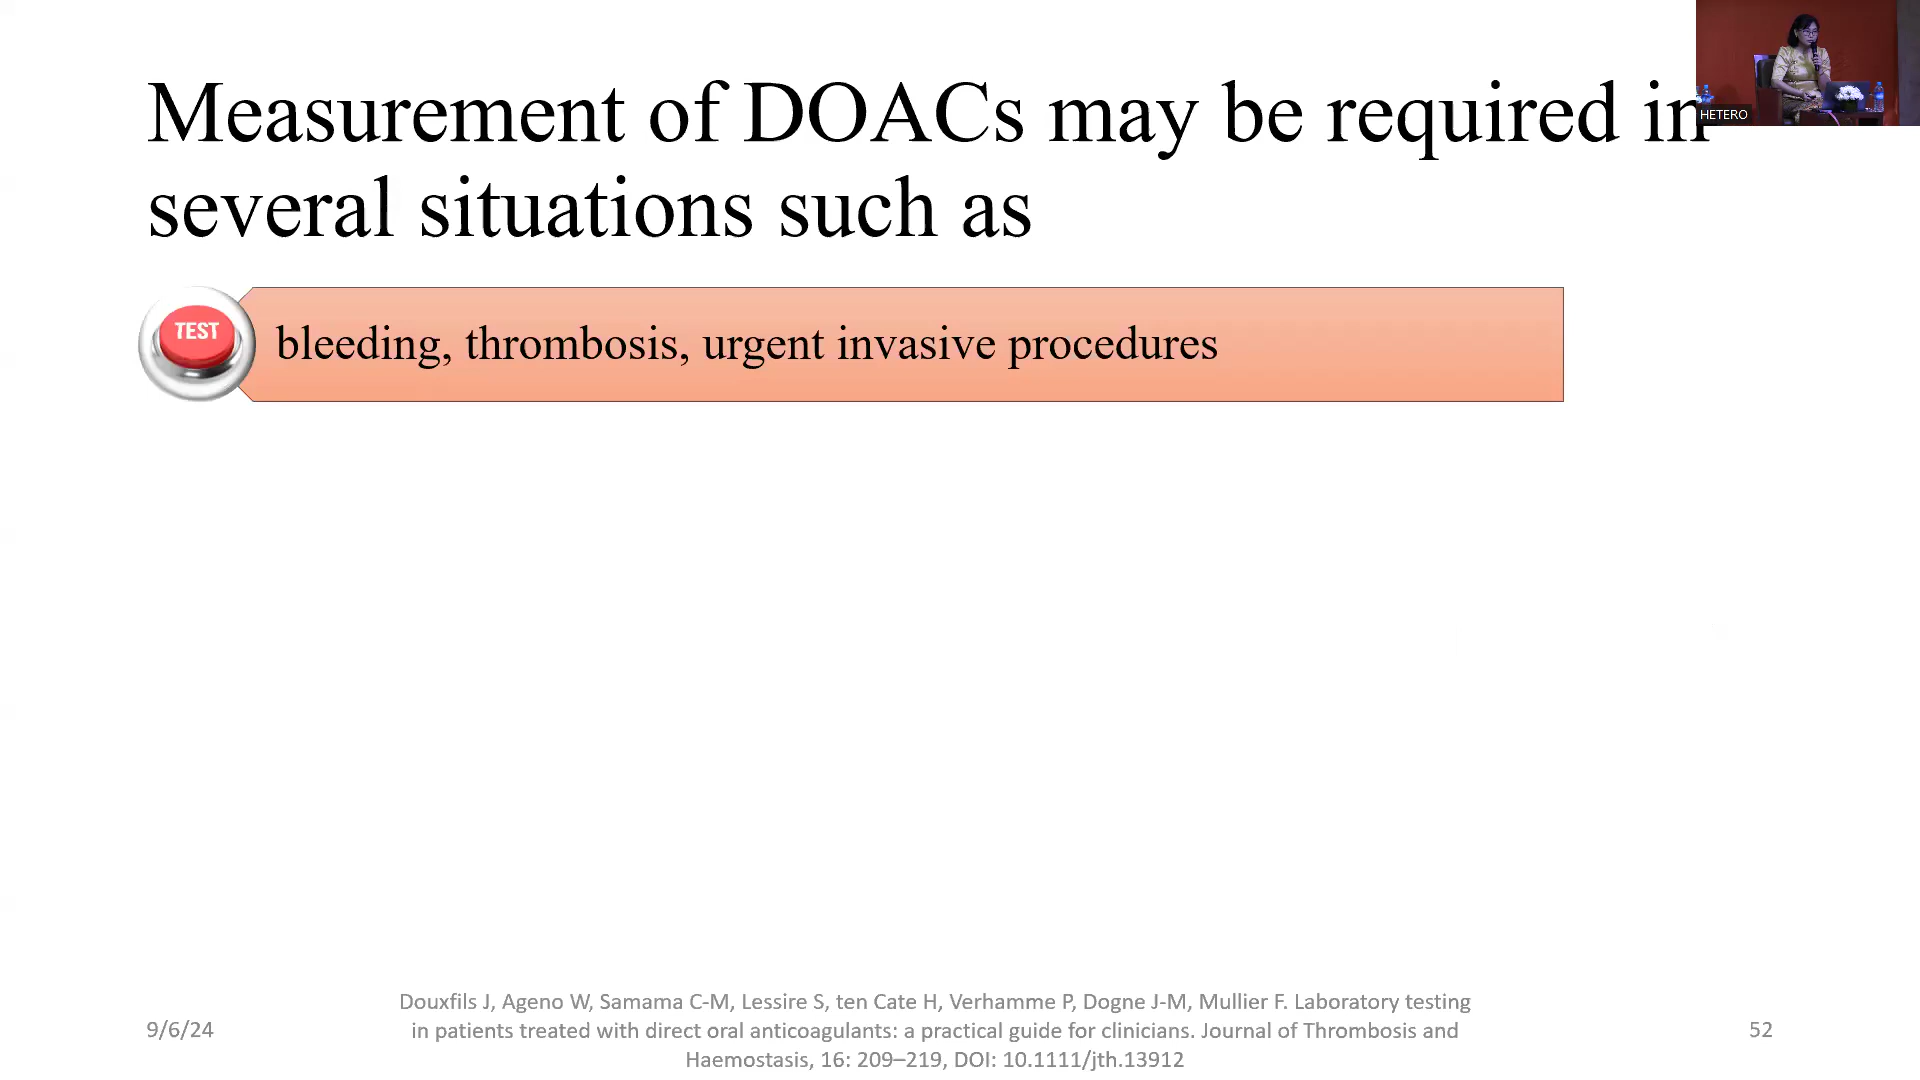 Measurement of DOACs may be required in
several situations such as
HETERO
TEST
bleeding, thrombosis, urgent invasive procedures
9/6/24
Douxfils J, Ageno W, Samama C-M, Lessire S, ten Cate H, Verhamme P, Dogne J-M, Mullier F. Laboratory testing
in patients treated with direct oral anticoagulants: a practical guide for clinicians. Journal of Thrombosis and
Haemostasis, 16: 209–219, DOI: 10.1111/jth.13912
52